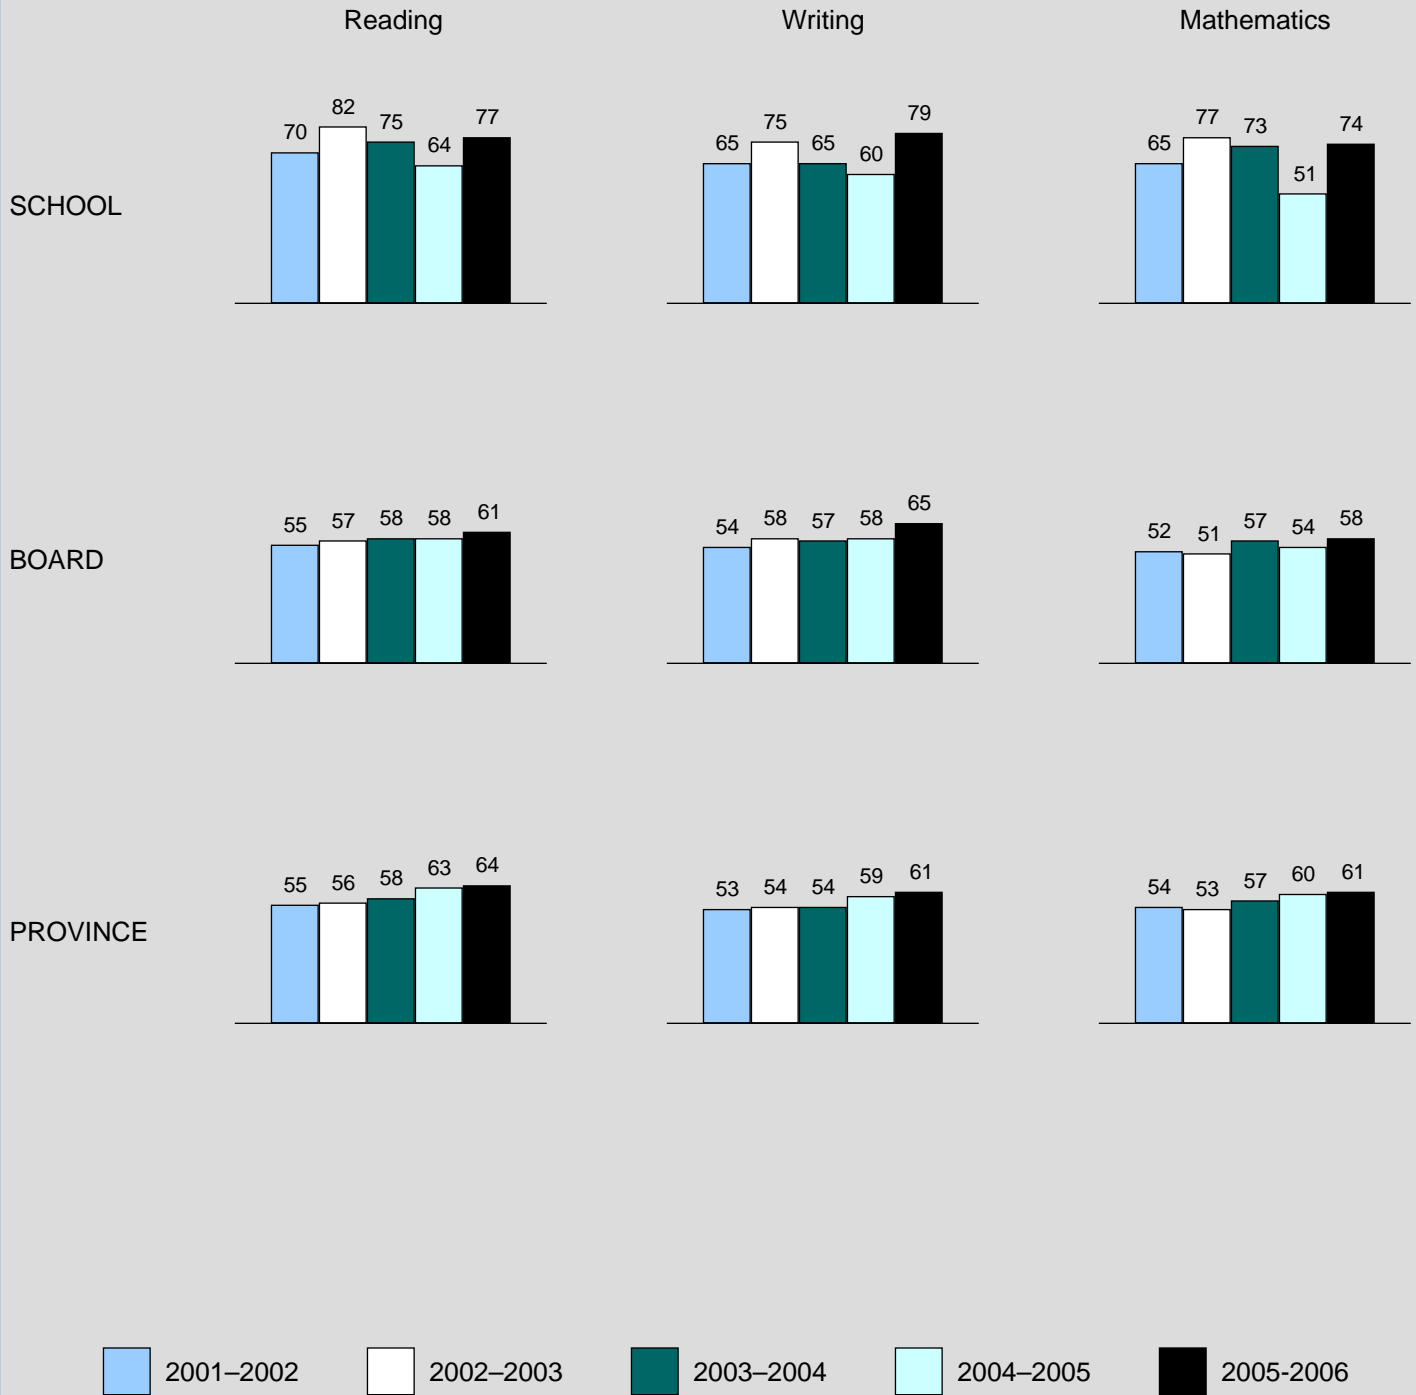 Reading Writing Mathematics
SCHOOL
70 82 75 64 77
65 75 65 60 79
65 77 73 51 74
BOARD
55 57 58 58 61
54 58 57 58 65
52 51 57 54 58
PROVINCE
55 56 58 63 64
53 54 54 59 61
54 53 57 60 61
2001–2002 2002–2003 2003–2004 2004–2005 2005-2006